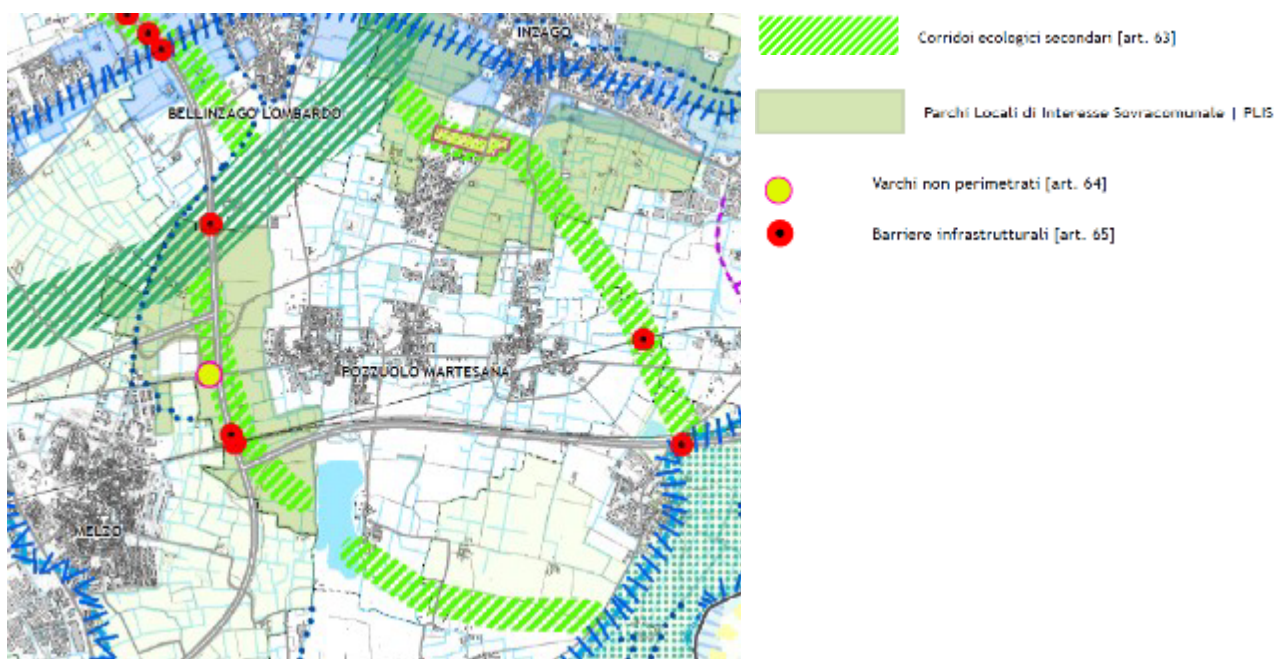 INZAGO
BELLINZAGO LOMBARDO
POZZUOLO MARTESANA
MELZO
Corridoi ecologici secondari [art. 63]
Parchi Locali di Interesse Sovracomunale | PLIS
Varchi non perimetrati [art. 64]
Barriere infrastrutturali [art. 65]